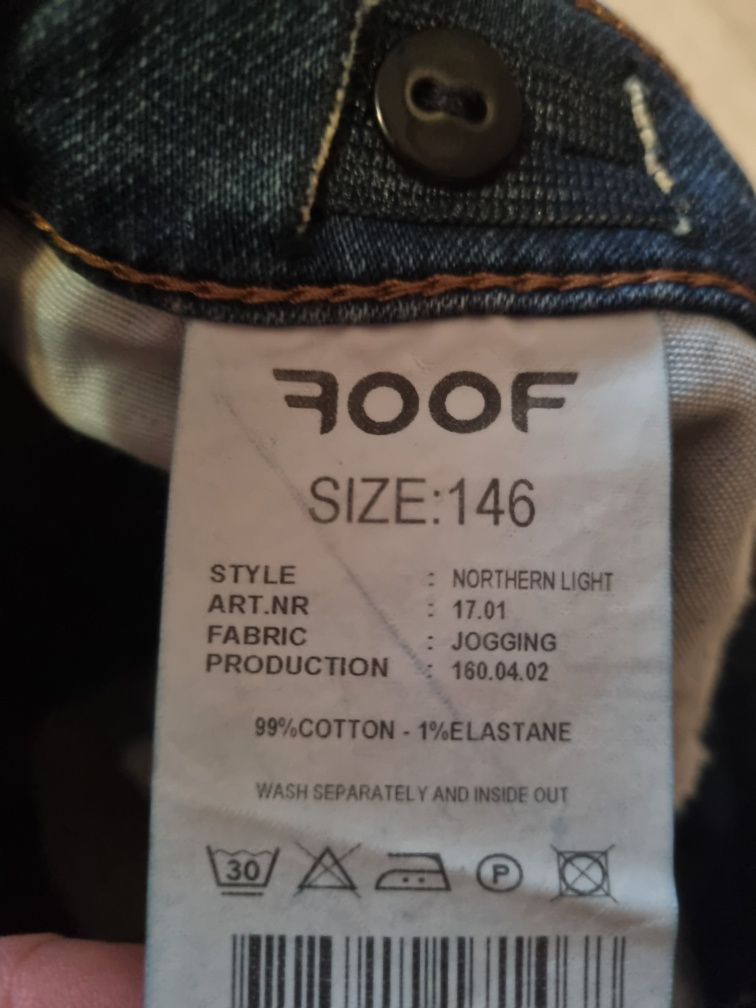 FOOF
SIZE:146
STYLE : NORTHERN LIGHT
ART.NR : 17.01
FABRIC : JOGGING
PRODUCTION : 160.04.02
99%COTTON - 1%ELASTANE
WASH SEPARATELY AND INSIDE OUT
30 P